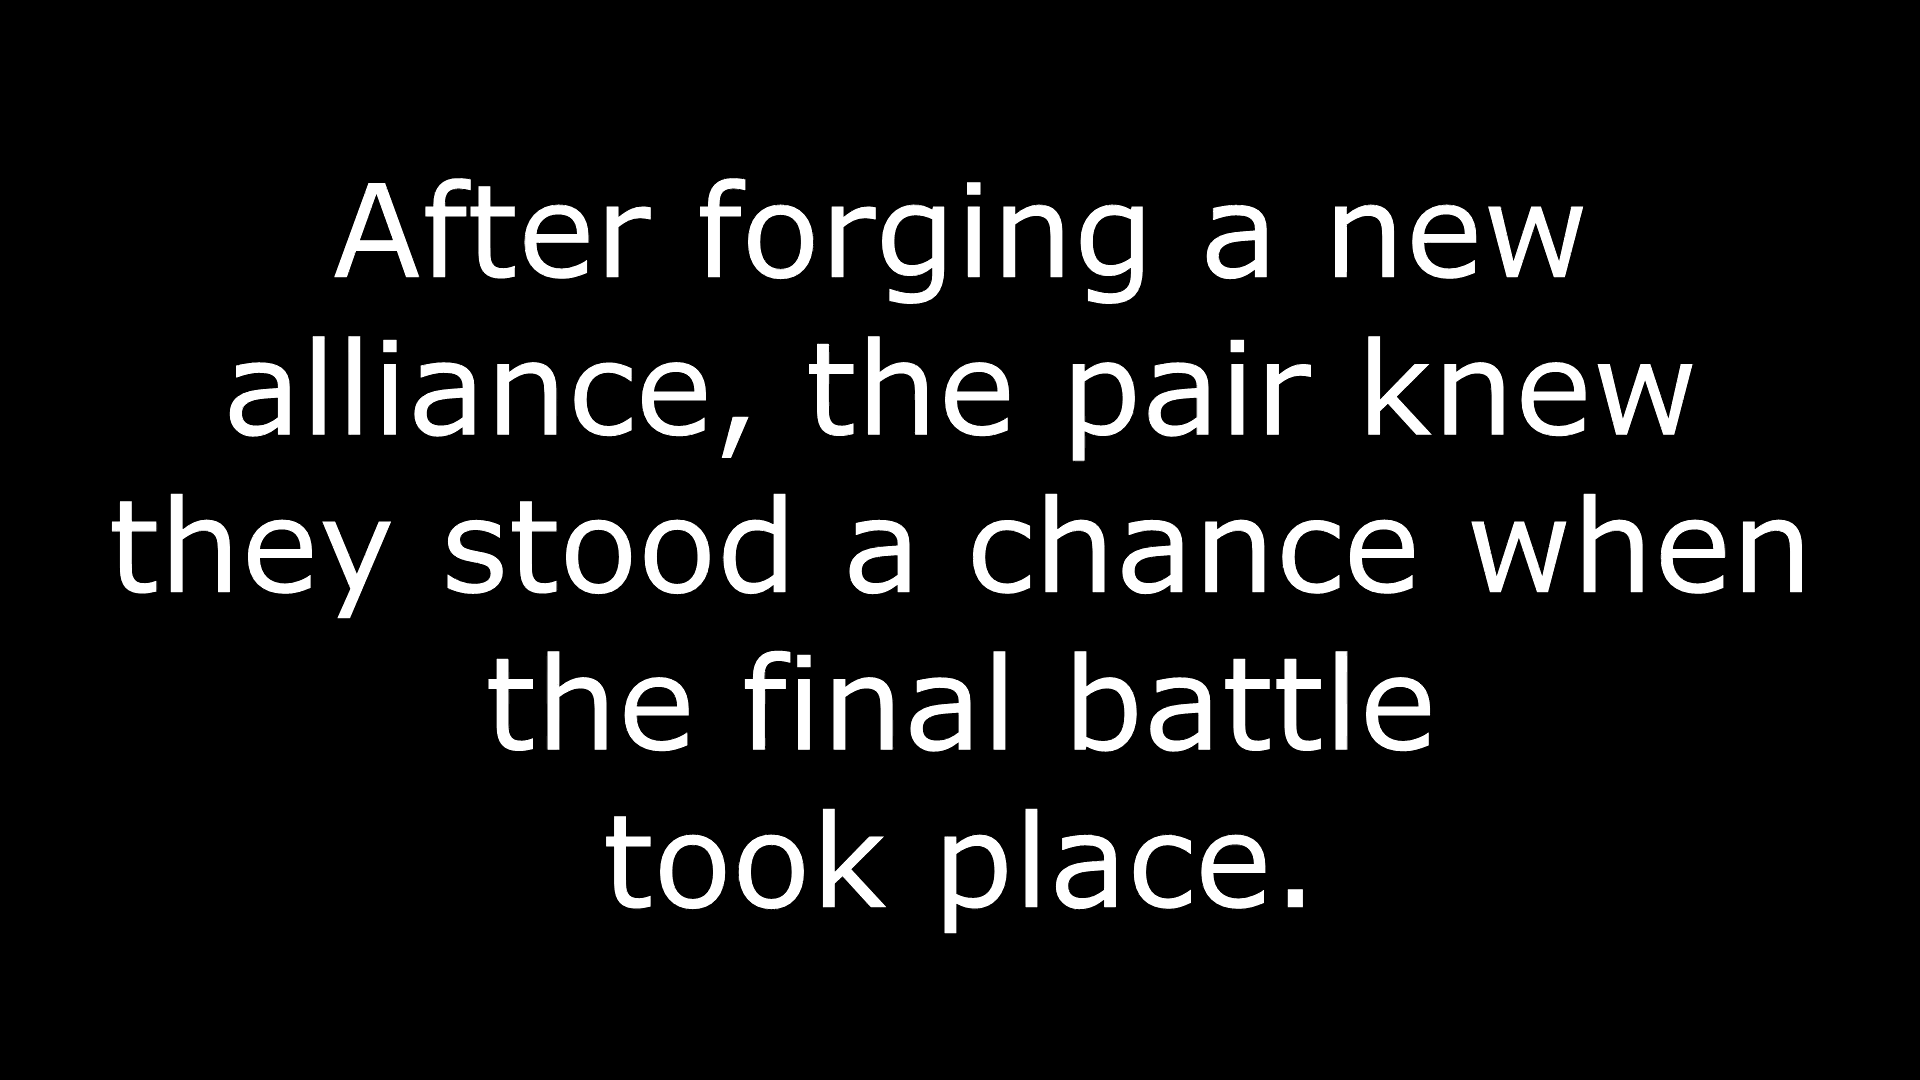 After forging a new
alliance, the pair knew
they stood a chance when
the final battle
took place.